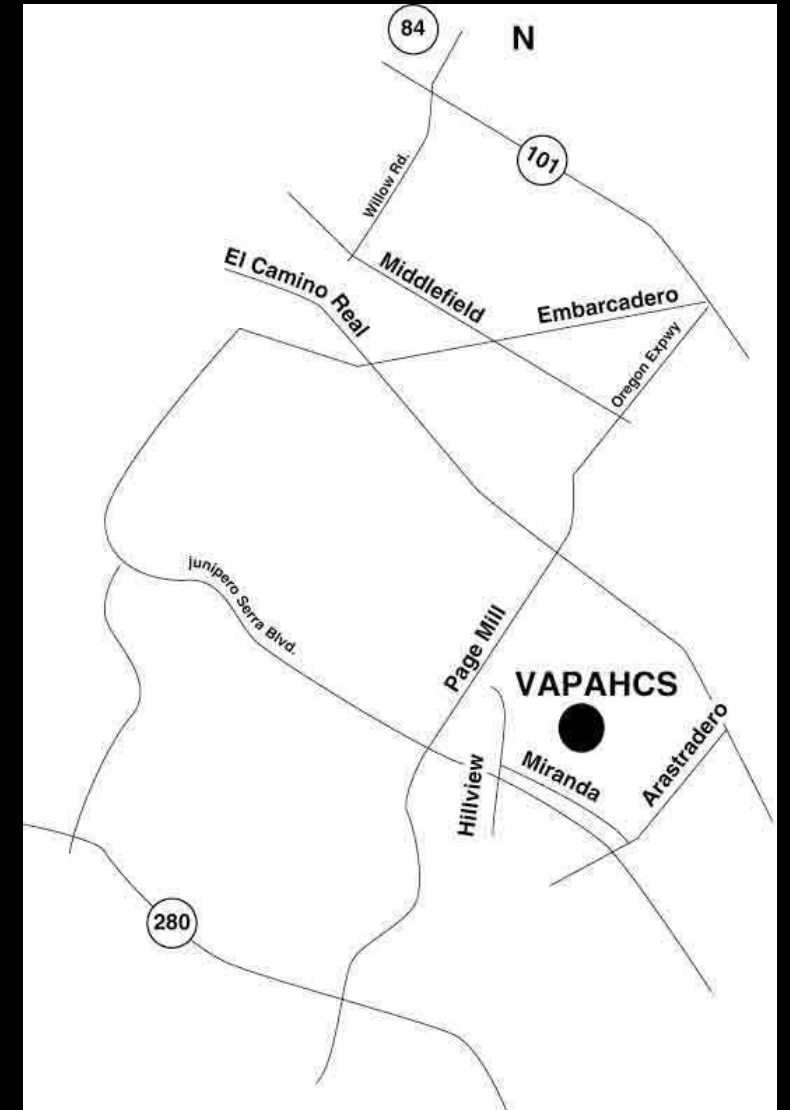 84
N
101
Willow Rd.
El Camino Real
Middlefield
Embarcadero
Oregon Expwy
junipero Serra Blvd.
Page Mill
VAPAHCS
Arastradero
Miranda
Hillview
280